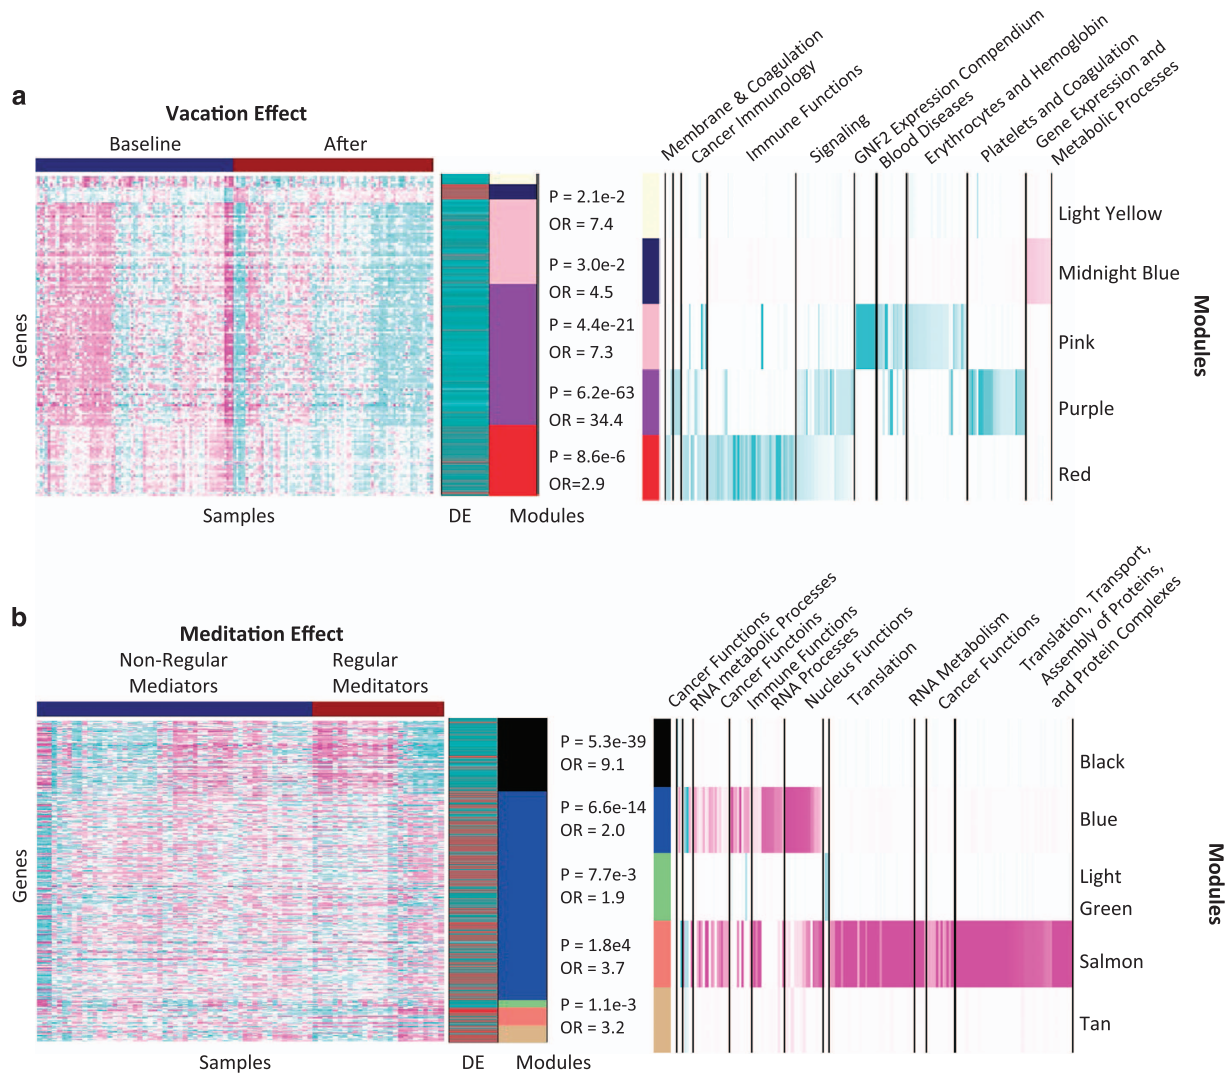 a
Vacation Effect
Baseline
After
Membrane & Coagulation
Cancer Immunology
Immune Functions
Signaling
GNF2 Expression Compendium
Blood Diseases
Erythrocytes and Hemoglobin
Platelets and Coagulation
Gene Expression and
Metabolic Processes
Genes
P = 2.1e-2
OR = 7.4
P = 3.0e-2
OR = 4.5
P = 4.4e-21
OR = 7.3
P = 6.2e-63
OR = 34.4
P = 8.6e-6
OR=2.9
Light Yellow
Midnight Blue
Pink
Purple
Red
Modules
Samples
DE
Modules
b
Meditation Effect
Non-Regular
Mediators
Regular
Meditators
Cancer Functions
RNA metabolic Processes
Cancer Functoins
Immune Functions
RNA Processes
Nucleus Functions
Translation
RNA Metabolism
Cancer Functions
Translation, Transport,
Assembly of Proteins,
and Protein Complexes
Genes
P = 5.3e-39
OR = 9.1
P = 6.6e-14
OR = 2.0
P = 7.7e-3
OR = 1.9
P = 1.8e4
OR = 3.7
P = 1.1e-3
OR = 3.2
Black
Blue
Light
Green
Salmon
Tan
Modules
Samples
DE
Modules